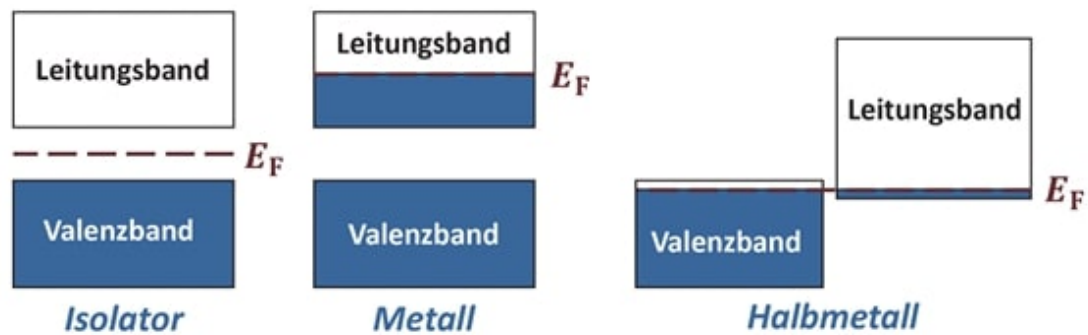 Leitungsband
E_F
Valenzband
Isolator
Leitungsband
E_F
Valenzband
Metall
Leitungsband
E_F
Valenzband
Halbmetall